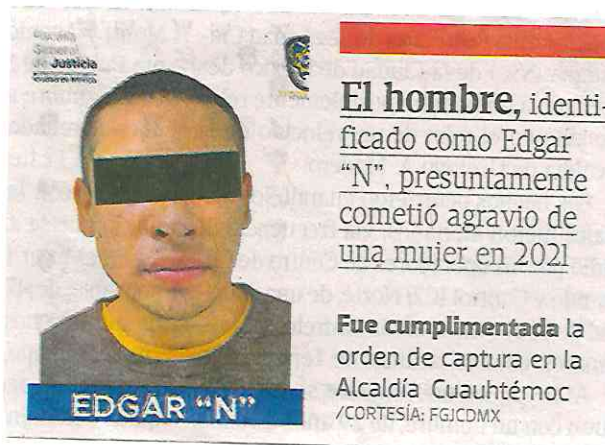 Fiscalía
General
de Justicia
Ciudad de México
El hombre, identi-
ficado como Edgar
“N”, presuntamente
cometió agravio de
una mujer en 2021
Fue cumplimentada la
orden de captura en la
Alcaldía Cuauhtémoc
/CORTESÍA: FGJCDMX
EDGAR “N”